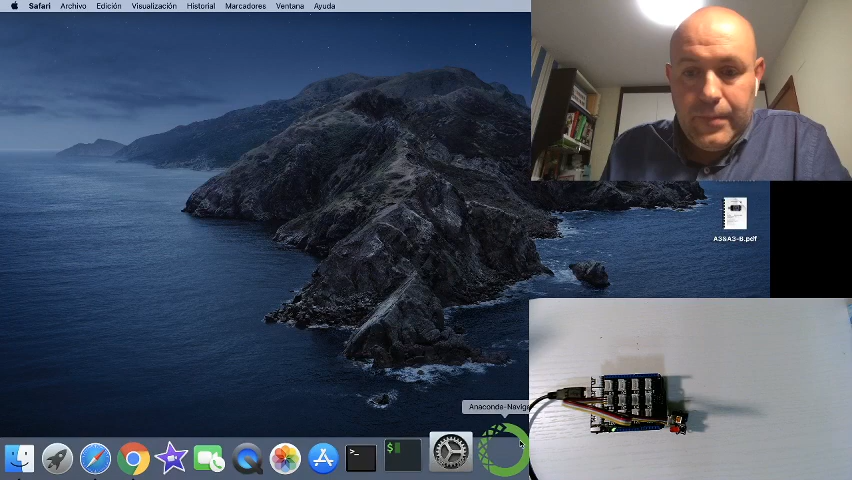 Safari Archivo Edición Visualización Historial Marcadores Ventana Ayuda
A3&A3-B.pdf
Anaconda-Navig
>_
$